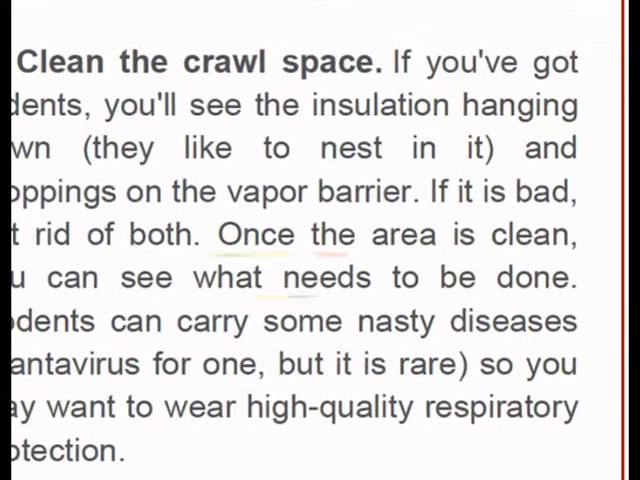 Clean the crawl space. If you've got
dents, you'll see the insulation hanging
wn (they like to nest in it) and
oppings on the vapor barrier. If it is bad,
t rid of both. Once the area is clean,
u can see what needs to be done.
dents can carry some nasty diseases
antavirus for one, but it is rare) so you
ay want to wear high-quality respiratory
otection.